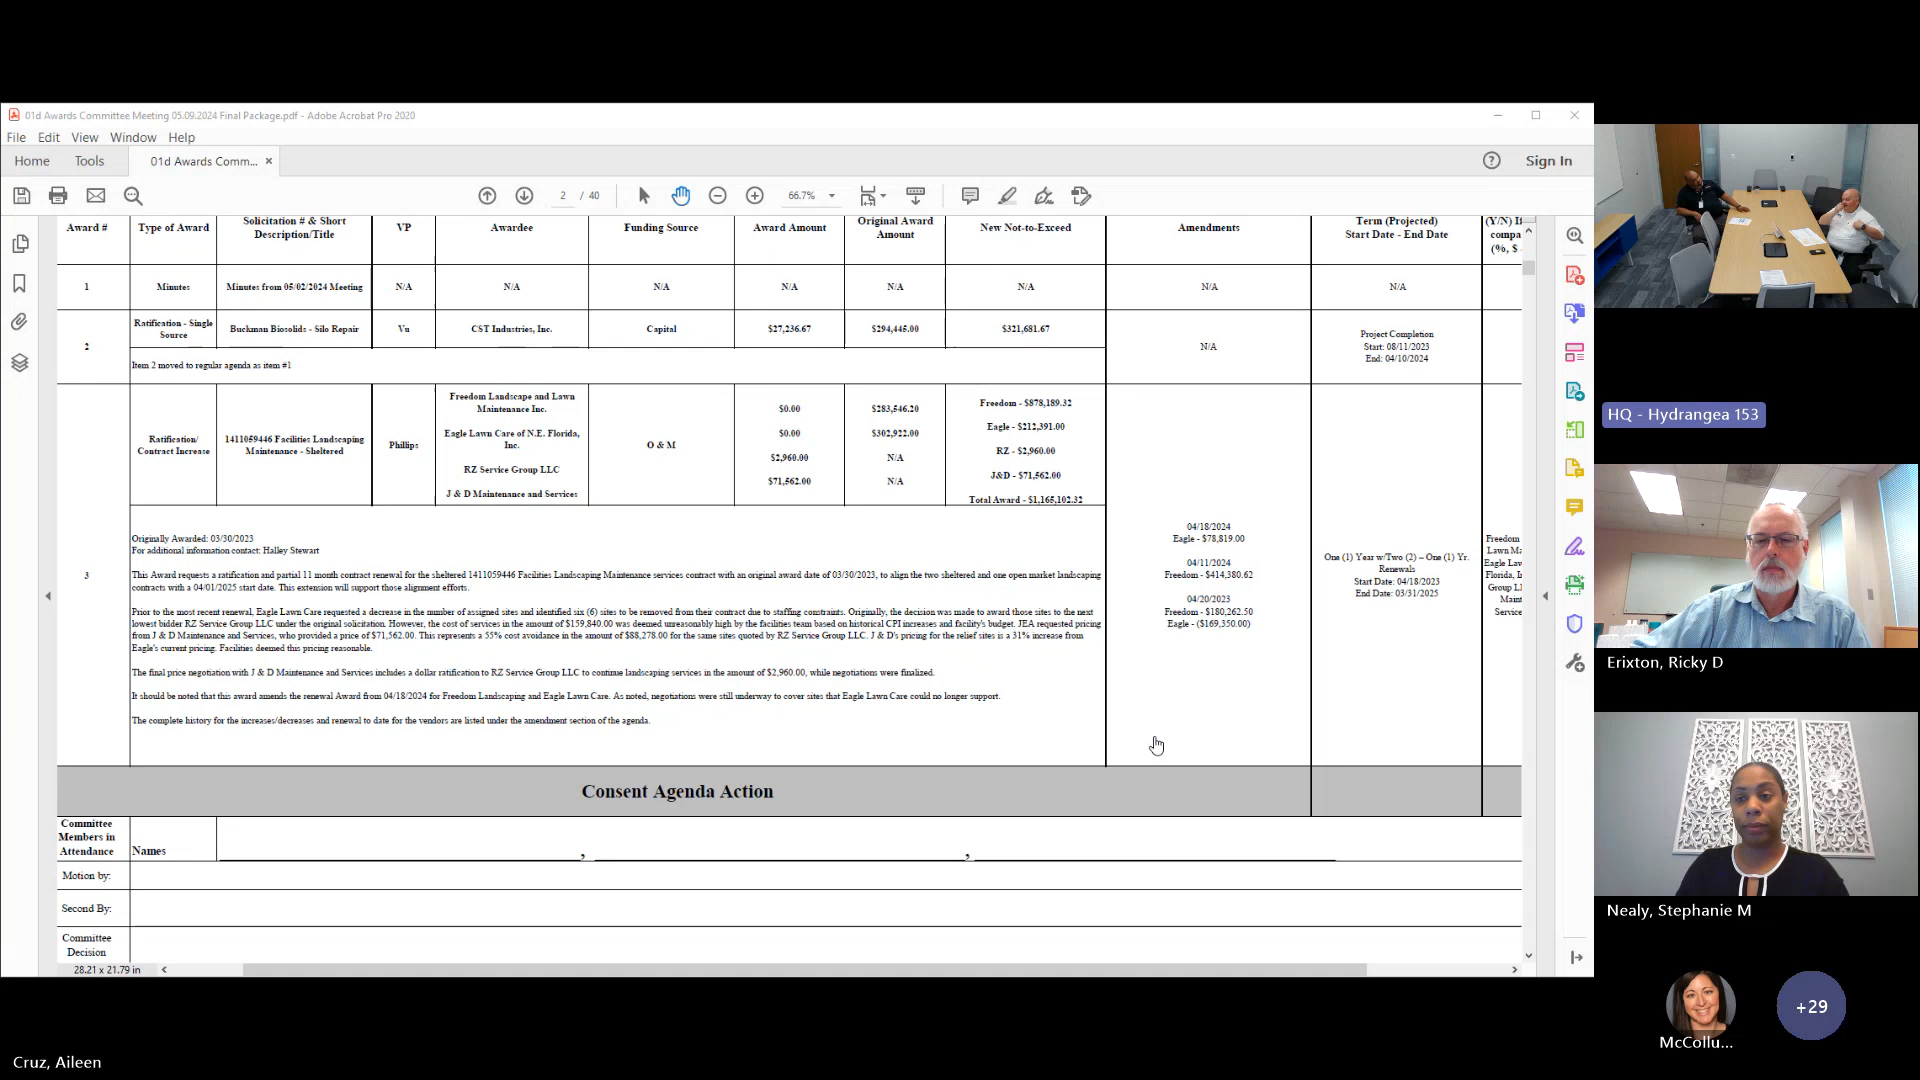 01d Awards Committee Meeting 05.09.2024 Final Package.pdf - Adobe Acrobat Pro 2020
File Edit View Window Help
Home Tools 01d Awards Comm... × Sign In
2 / 40 66.7%
Award # Type of Award Solicitation # & Short Description/Title VP Awardee Funding Source Award Amount Original Award Amount New Not-to-Exceed Amendments Term (Projected) Start Date - End Date (Y/N) If compa (%, $
1 Minutes Minutes from 05/02/2024 Meeting N/A N/A N/A N/A N/A N/A N/A N/A
2 Ratification - Single Source Buckman Biosolids - Silo Repair Vu CST Industries, Inc. Capital $27,236.67 $294,445.00 $321,681.67 N/A
Project Completion
Start: 08/11/2023
End: 04/10/2024
Item 2 moved to regular agenda as item #1
3
Ratification/ Contract Increase
1411059446 Facilities Landscaping Maintenance - Sheltered
Phillips
Freedom Landscape and Lawn Maintenance Inc.
Eagle Lawn Care of N.E. Florida, Inc.
RZ Service Group LLC
J & D Maintenance and Services
O & M
$0.00
$0.00
$2,960.00
$71,562.00
$283,546.20
$302,922.00
N/A
N/A
Freedom - $878,189.32
Eagle - $212,391.00
RZ - $2,960.00
J&D - $71,562.00
Total Award - $1,165,102.32
Originally Awarded: 03/30/2023
For additional information contact: Halley Stewart
This Award requests a ratification and partial 11 month contract renewal for the sheltered 1411059446 Facilities Landscaping Maintenance services contract with an original award date of 03/30/2023, to align the two sheltered and one open market landscaping
contracts with a 04/01/2025 start date. This extension will support those alignment efforts.
Prior to the most recent renewal, Eagle Lawn Care requested a decrease in the number of assigned sites and identified six (6) sites to be removed from their contract due to staffing constraints. Originally, the decision was made to award those sites to the next
lowest bidder RZ Service Group LLC under the original solicitation. However, the cost of services in the amount of $159,840.00 was deemed unreasonably high by the facilities team based on historical CPI increases and facility's budget. JEA requested pricing
from J & D Maintenance and Services, who provided a price of $71,562.00. This represents a 55% cost avoidance in the amount of $88,278.00 for the same sites quoted by RZ Service Group LLC. J & D's pricing for the relief sites is a 31% increase from
Eagle's current pricing. Facilities deemed this pricing reasonable.
The final price negotiation with J & D Maintenance and Services includes a dollar ratification to RZ Service Group LLC to continue landscaping services in the amount of $2,960.00, while negotiations were finalized.
It should be noted that this award amends the renewal Award from 04/18/2024 for Freedom Landscaping and Eagle Lawn Care. As noted, negotiations were still underway to cover sites that Eagle Lawn Care could no longer support.
The complete history for the increases/decreases and renewal to date for the vendors are listed under the amendment section of the agenda.
04/18/2024
Eagle - $78,819.00
04/11/2024
Freedom - $414,380.62
04/20/2023
Freedom - $180,262.50
Eagle - ($169,350.00)
One (1) Year w/Two (2) – One (1) Yr.
Renewals
Start Date: 04/18/2023
End Date: 03/31/2025
Freedom
Lawn Ma
Eagle Law
Florida, In
Group L
Maint
Service
Consent Agenda Action
Committee
Members in
Attendance
Names , ,
Motion by:
Second By:
Committee
Decision
28.21 x 21.79 in
HQ - Hydrangea 153
Erixton, Ricky D
Nealy, Stephanie M
McCollu...
+29
Cruz, Aileen